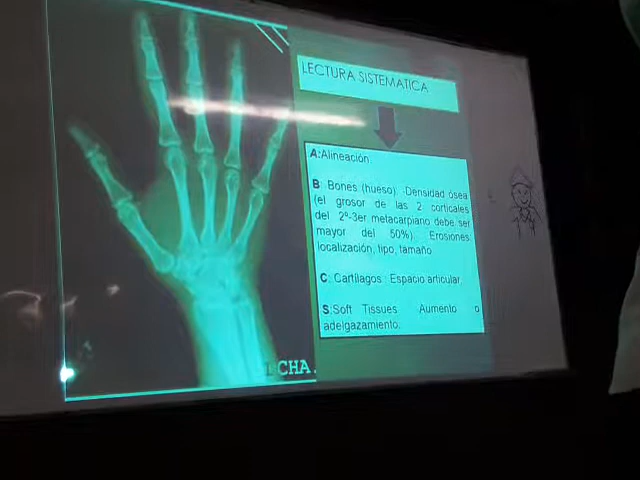 LECTURA SISTEMATICA
A:Alineación.
B: Bones (hueso). Densidad ósea
(el grosor de las 2 corticales
del 2º-3er metacarpiano debe ser
mayor del 50%). Erosiones:
localización, tipo, tamaño
C: Cartílagos: Espacio articular.
S:Soft Tissues Aumento o
adelgazamiento.
CHA.